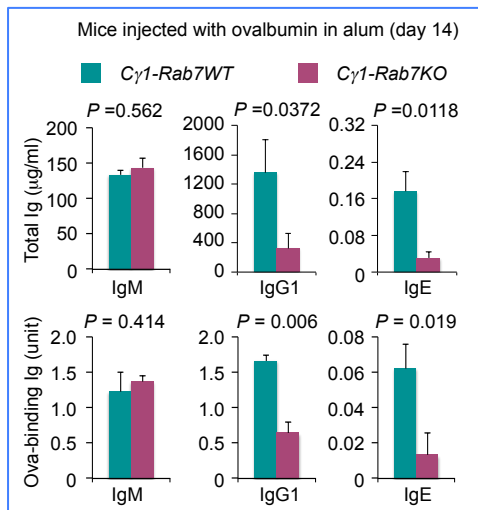 Mice injected with ovalbumin in alum (day 14)
Cγ1-Rab7WT Cγ1-Rab7KO
P =0.562 P =0.0372 P =0.0118
Total Ig (μg/ml)
200
150
100
50
0
IgM
2000
1600
1200
800
400
0
IgG1
0.32
0.24
0.16
0.08
0
IgE
P = 0.414 P = 0.006 P = 0.019
Ova-binding Ig (unit)
2.0
1.5
1.0
0.5
0
IgM
2.0
1.5
1.0
0.5
0
IgG1
0.08
0.06
0.04
0.02
0
IgE